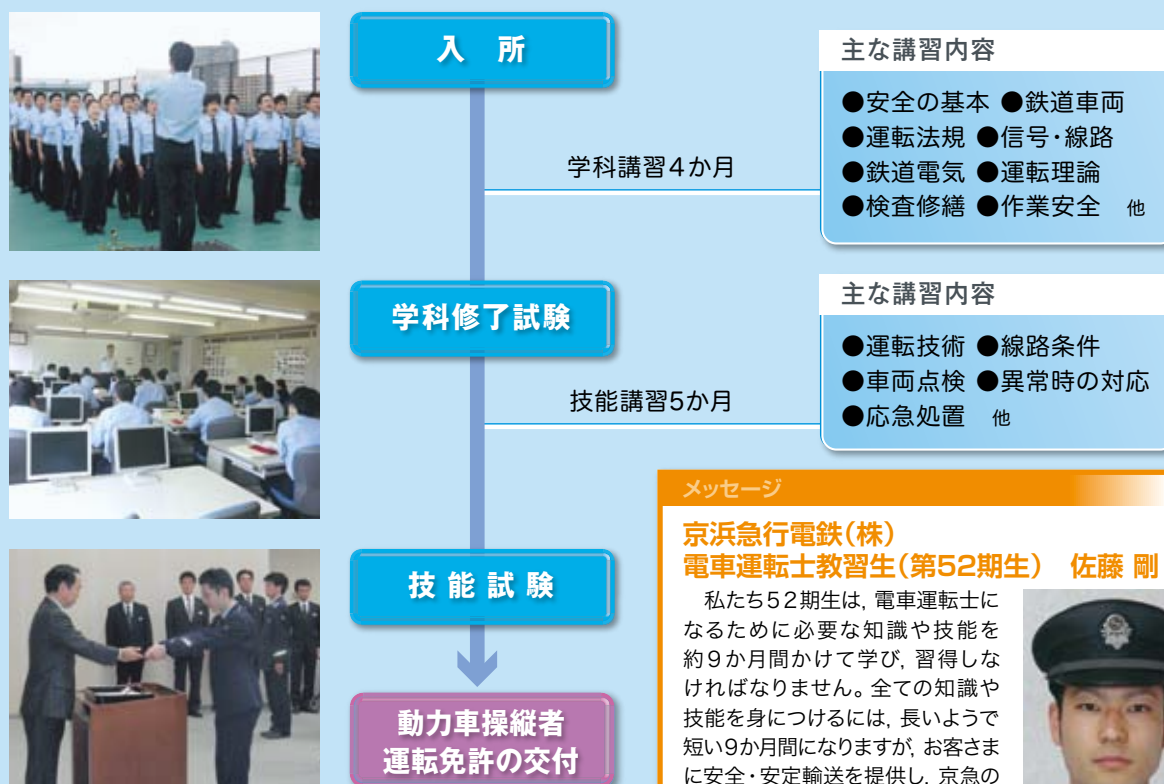 入 所
学科講習4か月
主な講習内容
●安全の基本 ●鉄道車両
●運転法規 ●信号・線路
●鉄道電気 ●運転理論
●検査修繕 ●作業安全 他
学科修了試験
技能講習5か月
主な講習内容
●運転技術 ●線路条件
●車両点検 ●異常時の対応
●応急処置 他
技 能 試 験
動力車操縦者
運転免許の交付
メッセージ
京浜急行電鉄(株)
電車運転士教習生(第52期生) 佐藤 剛
私たち52期生は, 電車運転士に
なるために必要な知識や技能を
約9か月間かけて学び, 習得しな
ければなりません。全ての知識や
技能を身につけるには, 長いようで
短い9か月間になりますが, お客さま
に安全・安定輸送を提供し, 京急の